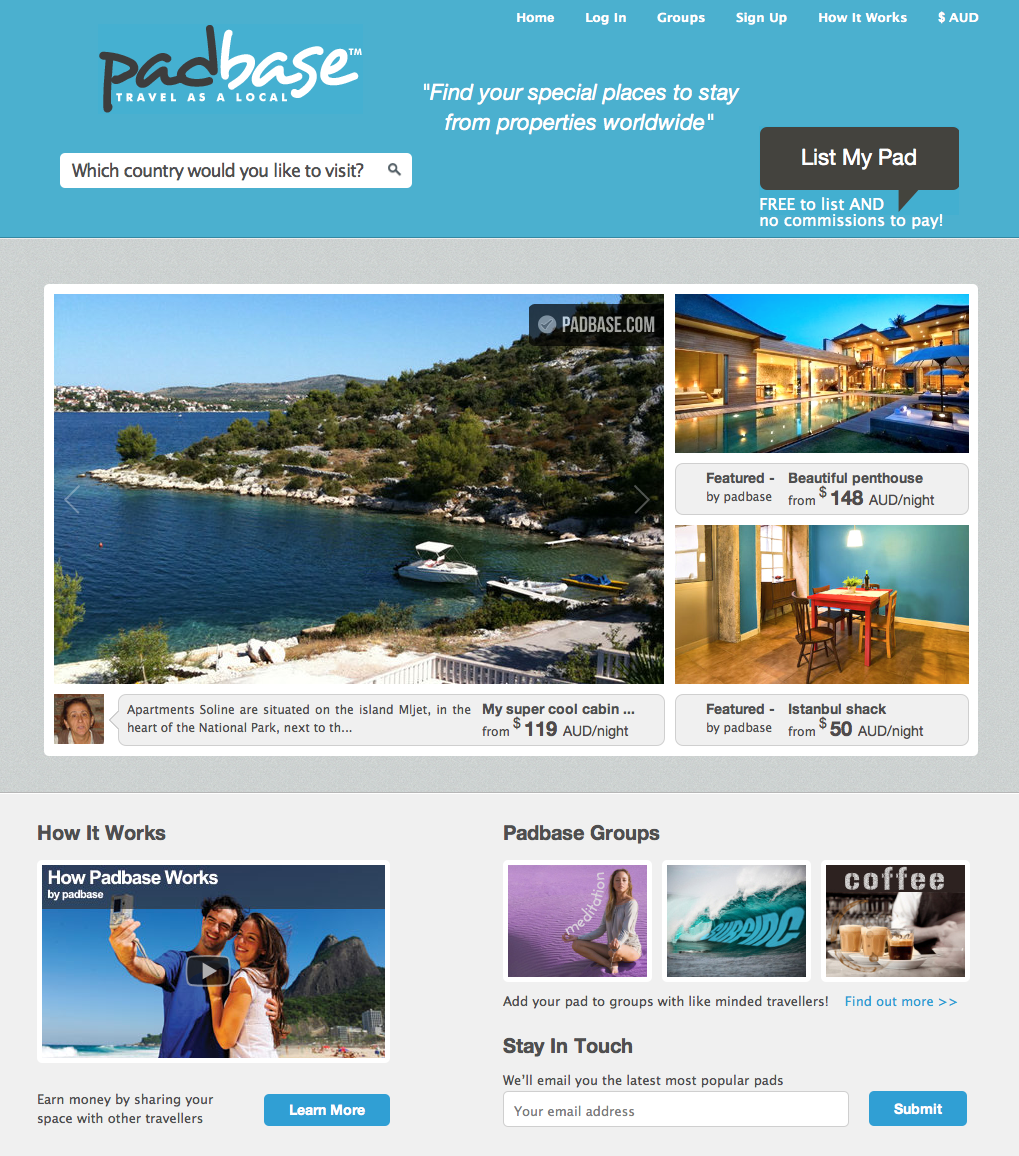 Home Log In Groups Sign Up How It Works $ AUD
padbase™
TRAVEL AS A LOCAL
"Find your special places to stay
from properties worldwide"
Which country would you like to visit?
List My Pad
FREE to list AND
no commissions to pay!
PADBASE.COM
Featured - Beautiful penthouse
by padbase from $ 148 AUD/night
Apartments Soline are situated on the island Mljet, in the
heart of the National Park, next to th...
My super cool cabin ...
from $ 119 AUD/night
Featured - Istanbul shack
by padbase from $ 50 AUD/night
How It Works
How Padbase Works
by padbase
Earn money by sharing your
space with other travellers
Learn More
Padbase Groups
meditation
SURFING
coffee
Add your pad to groups with like minded travellers! Find out more >>
Stay In Touch
We'll email you the latest most popular pads
Your email address
Submit